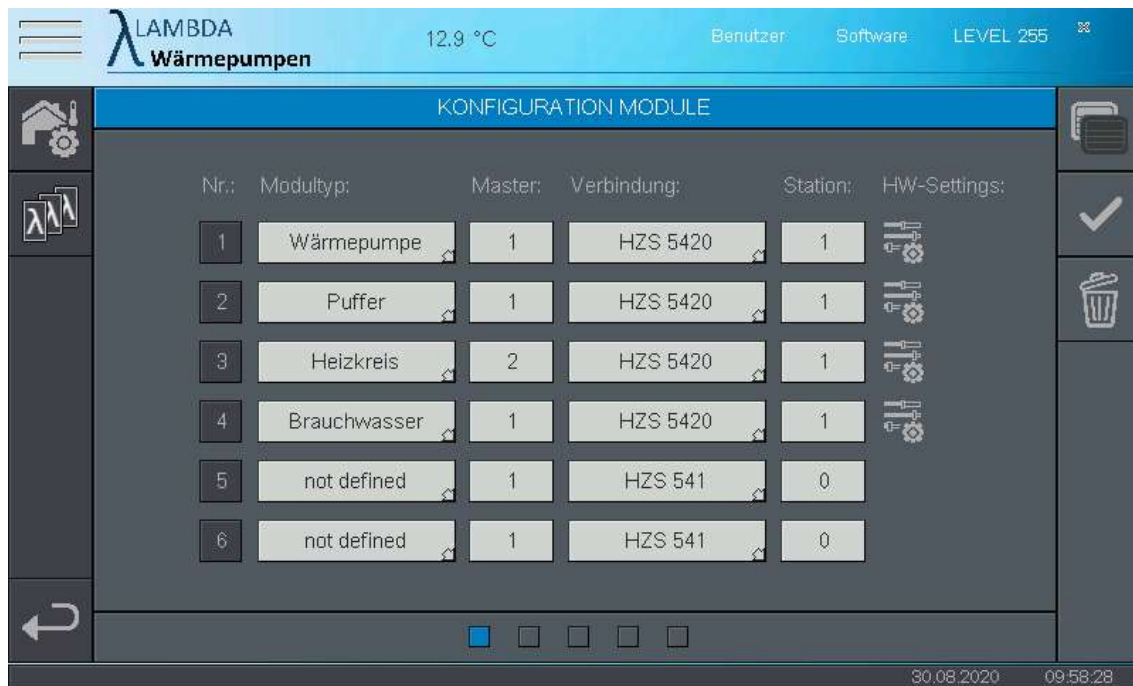 LAMBDA
Wärmepumpen
12.9 °C
Benutzer Software LEVEL 255
KONFIGURATION MODULE
Nr.: Modultyp: Master: Verbindung: Station: HW-Settings:
1 Wärmepumpe 1 HZS 5420 1
2 Puffer 1 HZS 5420 1
3 Heizkreis 2 HZS 5420 1
4 Brauchwasser 1 HZS 5420 1
5 not defined 1 HZS 541 0
6 not defined 1 HZS 541 0
30.08.2020 09:58:28